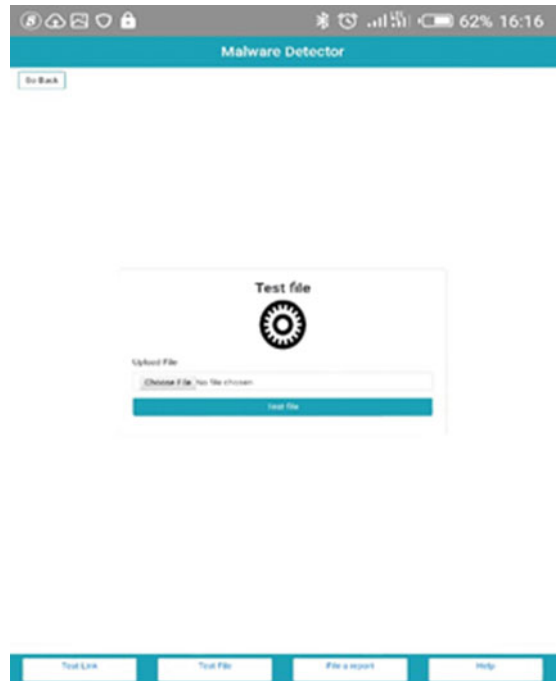 62% 16:16
Malware Detector
Go Back
Test file
Upload File
Choose File No file chosen
Test file
Test Link
Test File
File a report
Help